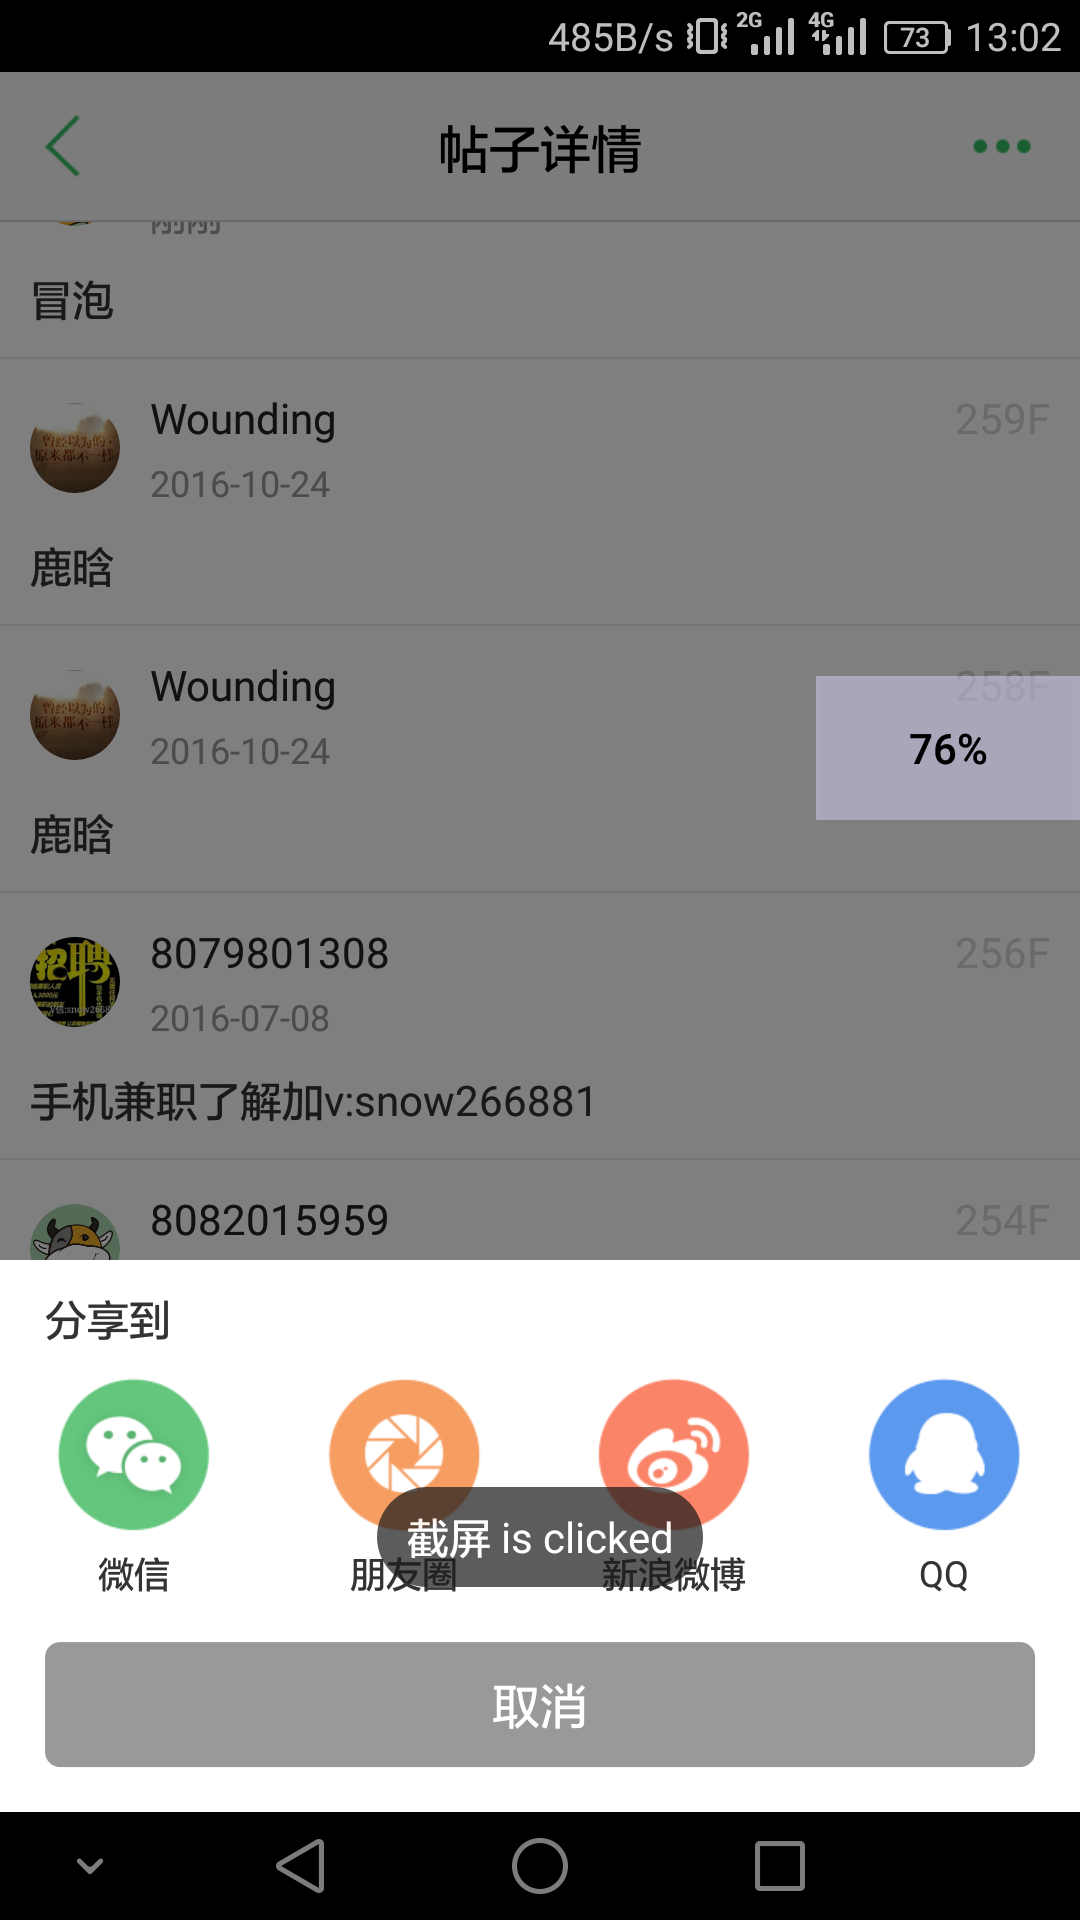 485B/s 2G 4G 73 13:02
帖子详情
刚刚
冒泡
Wounding 259F
2016-10-24
鹿晗
Wounding 258F
2016-10-24
76%
鹿晗
8079801308 256F
2016-07-08
手机兼职了解加v:snow266881
8082015959 254F
分享到
截屏 is clicked
微信 朋友圈 新浪微博 QQ
取消